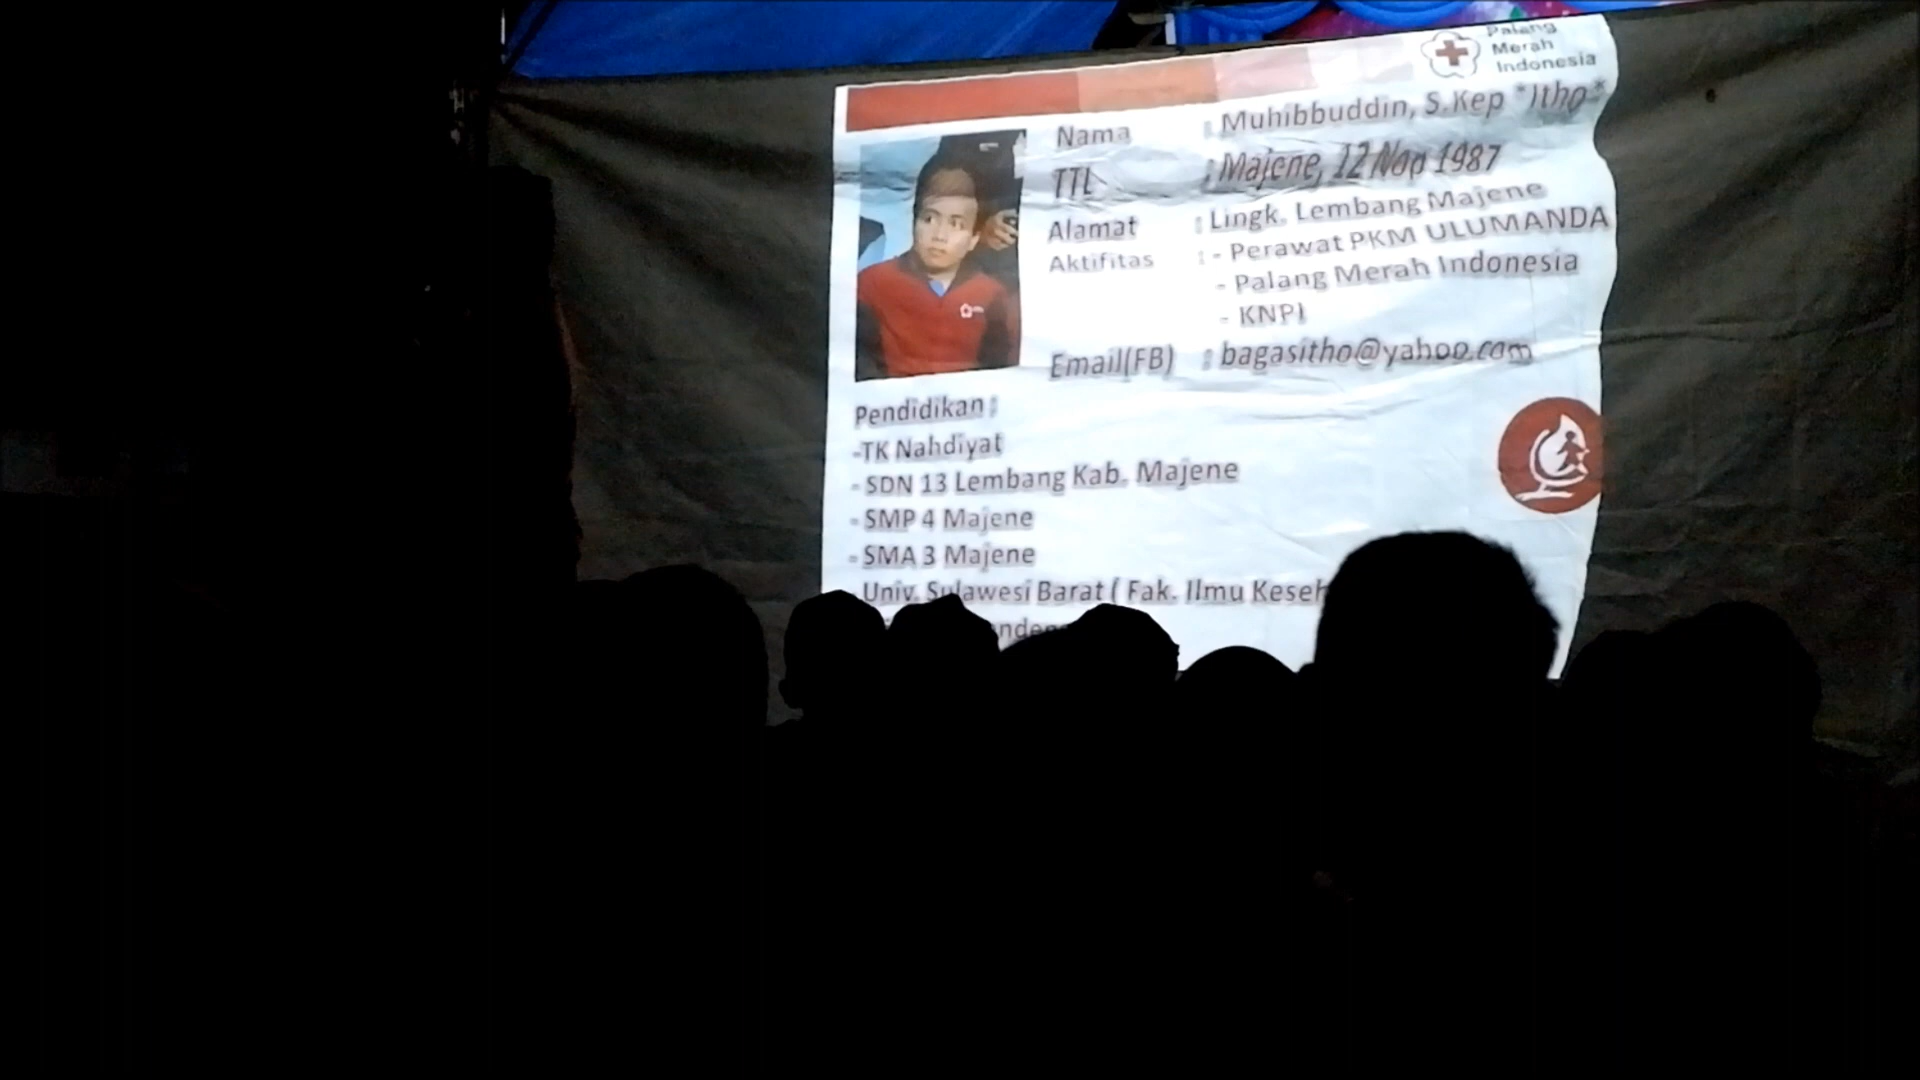 Palang
Merah
Indonesia
Nama : Muhibbuddin, S.Kep "Itho"
TTL : Majene, 12 Nop 1987
Alamat : Lingk. Lembang Majene
Aktifitas : - Perawat PKM ULUMANDA
- Palang Merah Indonesia
- KNPI
Email(FB) : bagasitho@yahoo.com
Pendidikan :
-TK Nahdiyat
- SDN 13 Lembang Kab. Majene
- SMP 4 Majene
- SMA 3 Majene
Univ. Sulawesi Barat ( Fak. Ilmu